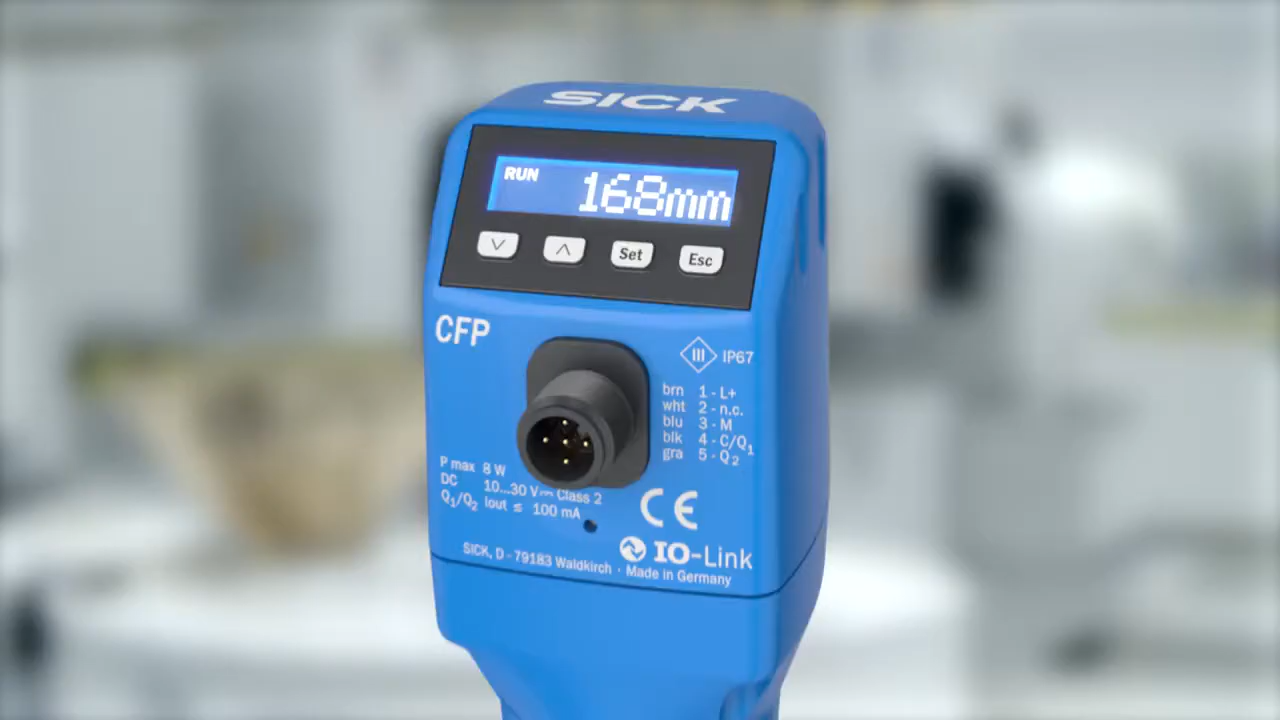 SICK
RUN 168mm
Set Esc
CFP
III IP67
brn 1 - L+
wht 2 - n.c.
blu 3 - M
blk 4 - C/Q1
gra 5 - Q2
P max 8 W
DC 10...30 V⎓ Class 2
Q1/Q2 Iout ≤ 100 mA
CE
IO-Link
SICK, D - 79183 Waldkirch · Made in Germany